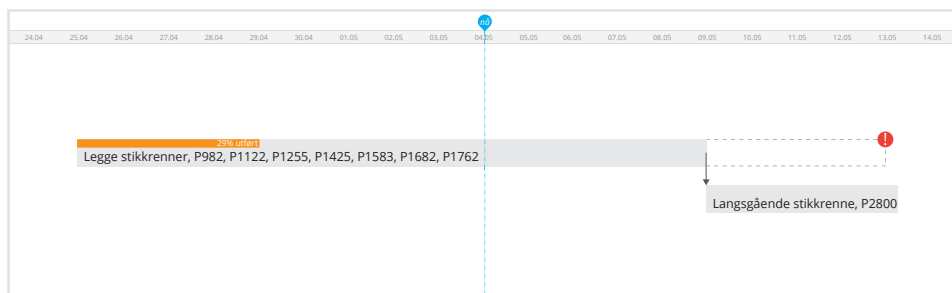 nå
24.04 25.04 26.04 27.04 28.04 29.04 30.04 01.05 02.05 03.05 04.05 05.05 06.05 07.05 08.05 09.05 10.05 11.05 12.05 13.05 14.05
29% utført
!
Legge stikkrenner, P982, P1122, P1255, P1425, P1583, P1682, P1762
Langsgående stikkrenne, P2800